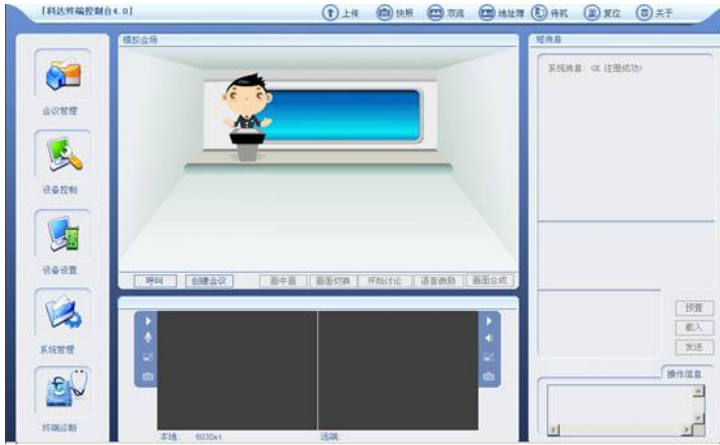 [科达终端控制台4.0]
上传 快照 双流 地址簿 待机 复位 关于
模拟会场
短消息
系统消息: GK 注册成功!
会议管理
设备控制
设备设置
系统管理
终端诊断
呼叫 创建会议 画中画 画面切换 开始讨论 语音激励 画面合成
预置
载入
发送
操作信息
本地: 6032mt 远端: